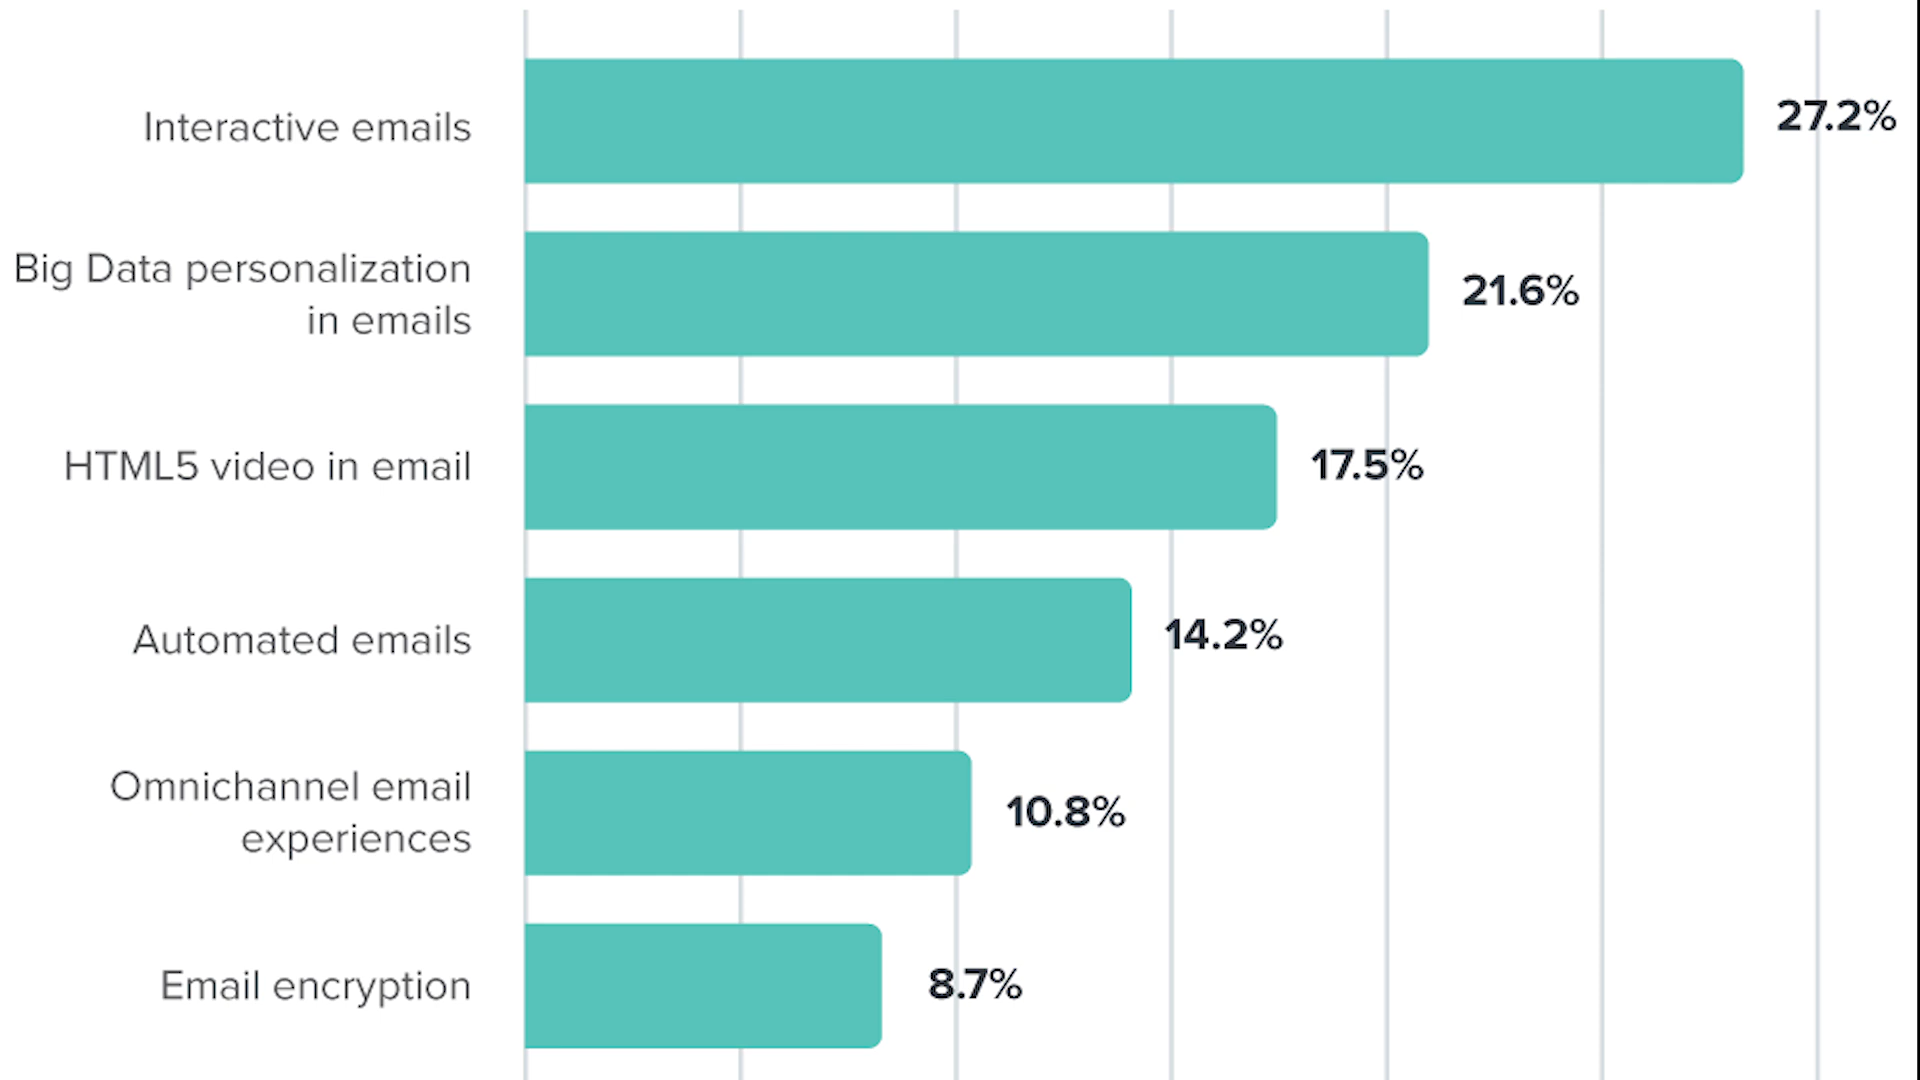 Interactive emails
27.2%
Big Data personalization
in emails
21.6%
HTML5 video in email
17.5%
Automated emails
14.2%
Omnichannel email
experiences
10.8%
Email encryption
8.7%